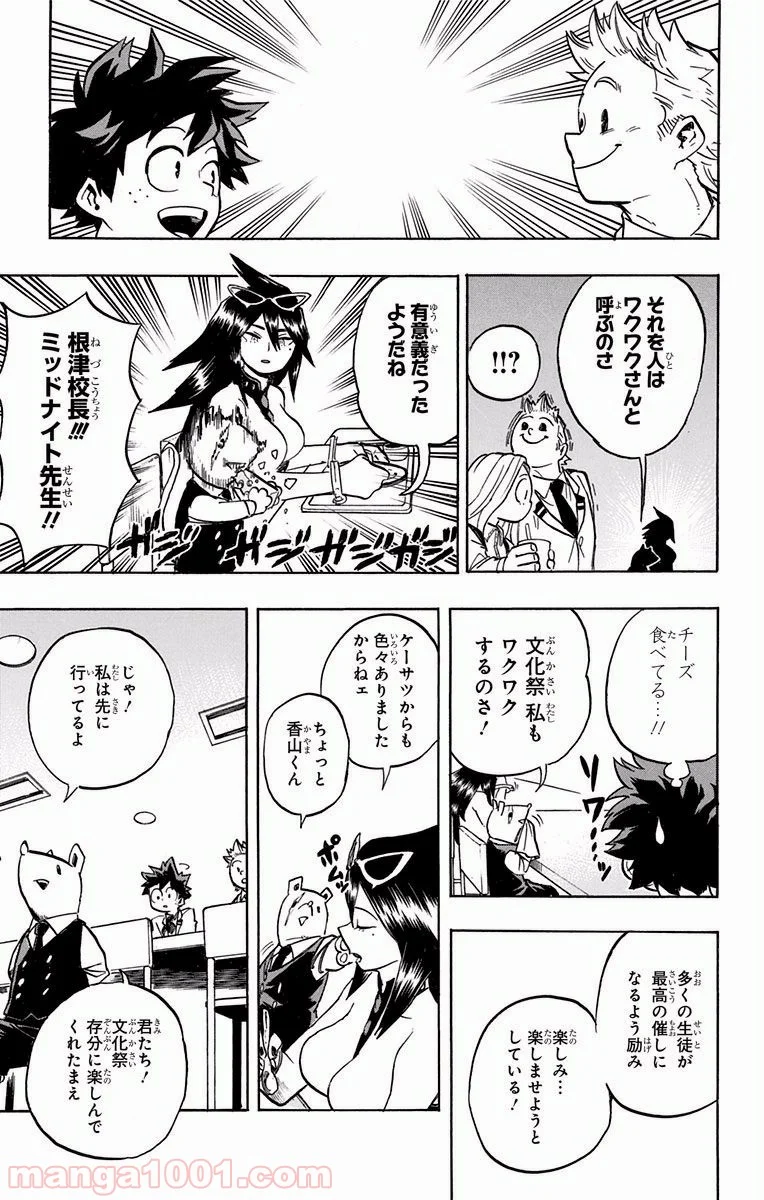 それを人は
ワクワクさんと
呼ぶのさ
!!?
有意義だった
ようだね
根津校長!!!
ミッドナイト先生!!
ガジ
ガジガジガジ
チーズ
食べてる…!!
文化祭 私も
ワクワク
するのさ!
リワー…
多くの生徒が
最高の催しに
なるよう励み
楽しみ…
楽しませようと
している!
ケーサツからも
色々ありました
からねェ
ちょっと
香山くん
じゃ!
私は先に
行ってるよ
君たち!
文化祭
存分に楽しんで
くれたまえ
manga1001.com